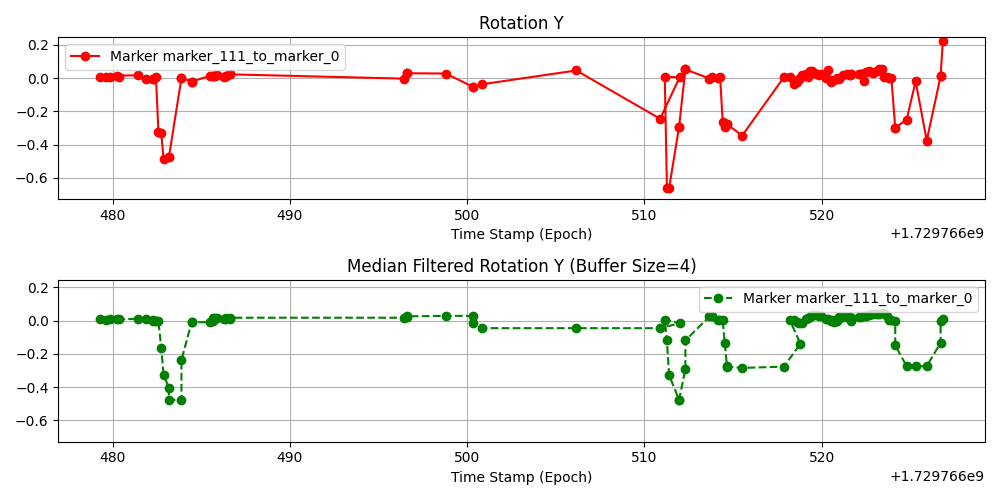 Rotation Y
Marker marker_111_to_marker_0
0.2
0.0
−0.2
−0.4
−0.6
480
490
500
510
520
Time Stamp (Epoch)
+1.729766e9
Median Filtered Rotation Y (Buffer Size=4)
Marker marker_111_to_marker_0
0.2
0.0
−0.2
−0.4
−0.6
480
490
500
510
520
Time Stamp (Epoch)
+1.729766e9